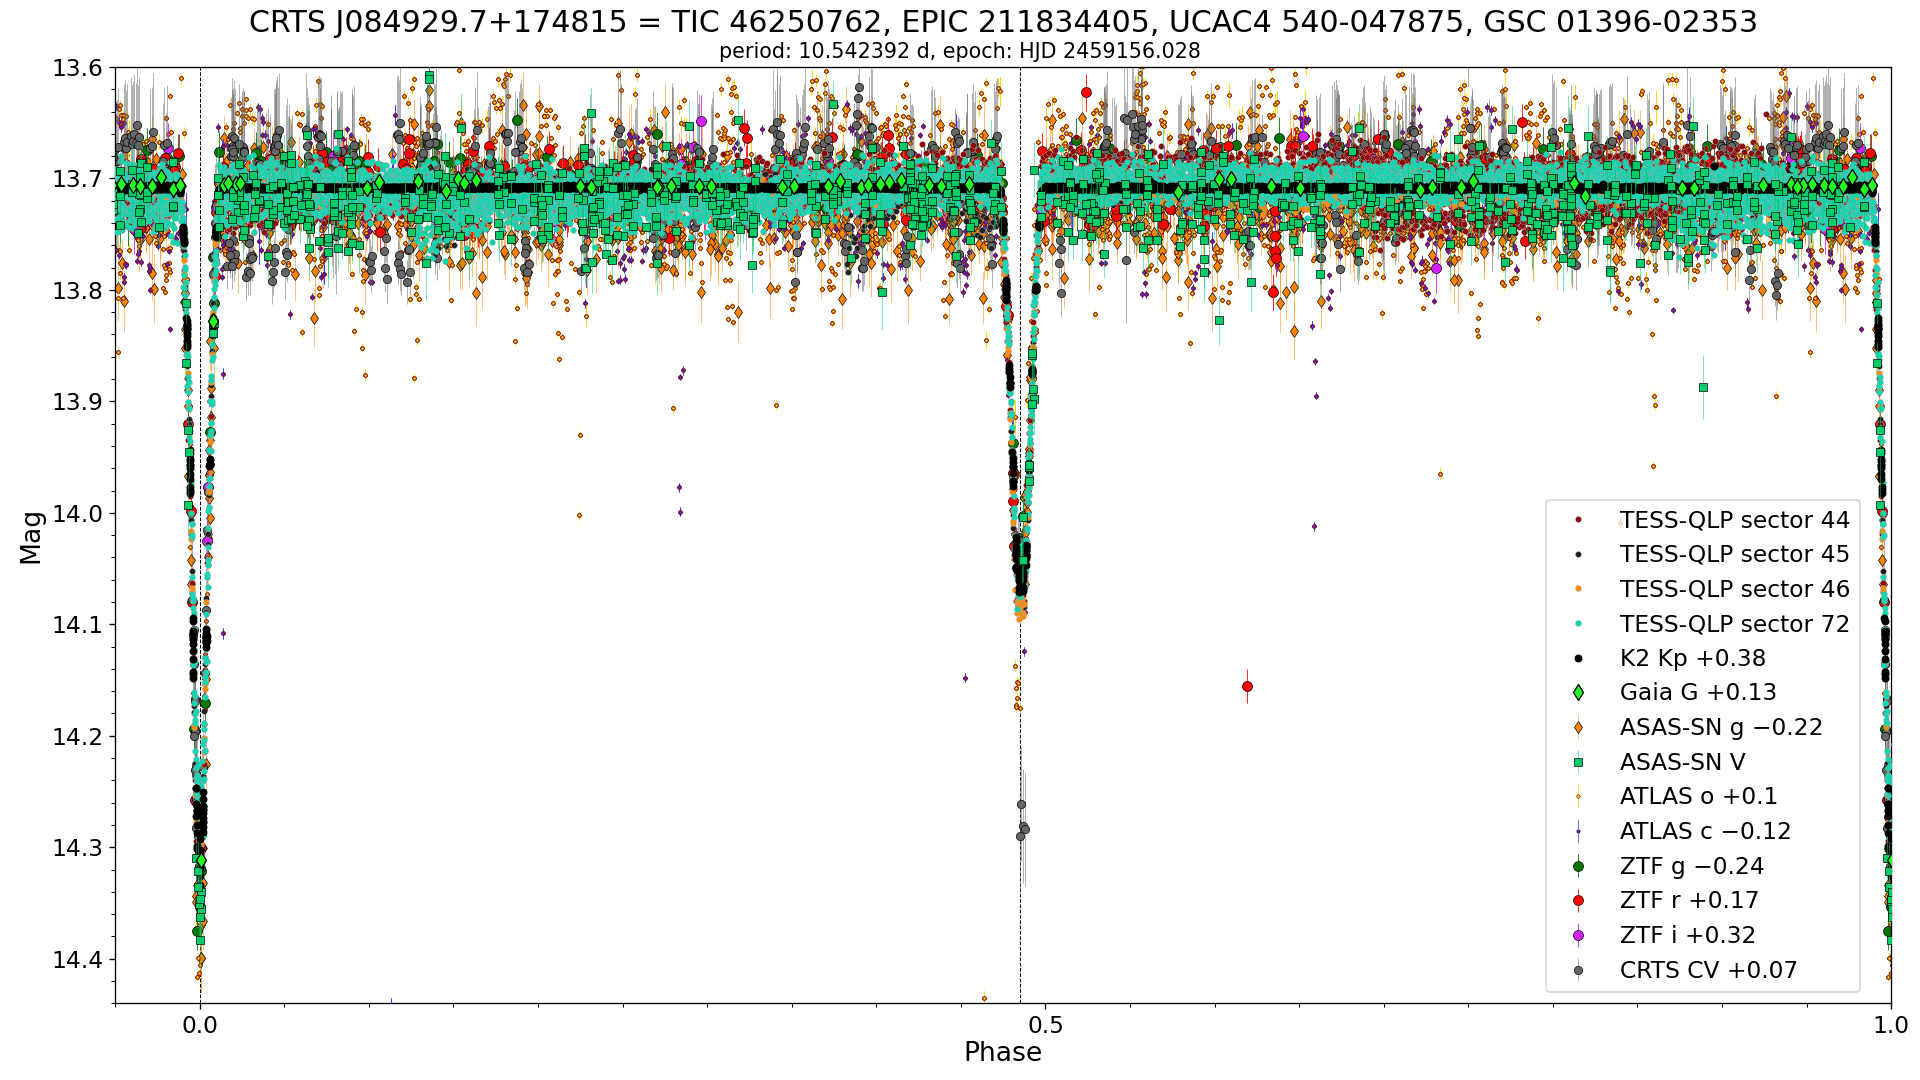 CRTS J084929.7+174815 = TIC 46250762, EPIC 211834405, UCAC4 540-047875, GSC 01396-02353
period: 10.542392 d, epoch: HJD 2459156.028
13.6
13.7
13.8
13.9
14.0
14.1
14.2
14.3
14.4
Mag
0.0
0.5
1.0
Phase
TESS-QLP sector 44
TESS-QLP sector 45
TESS-QLP sector 46
TESS-QLP sector 72
K2 Kp +0.38
Gaia G +0.13
ASAS-SN g −0.22
ASAS-SN V
ATLAS o +0.1
ATLAS c −0.12
ZTF g −0.24
ZTF r +0.17
ZTF i +0.32
CRTS CV +0.07